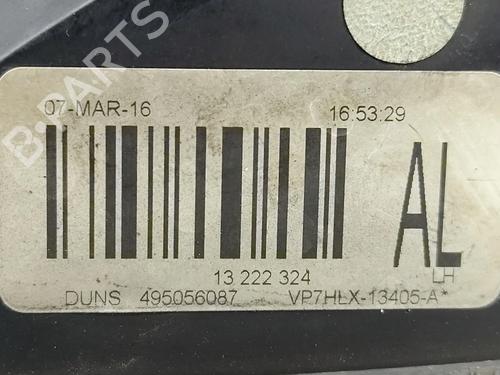 07-MAR-16 16:53:29
AL
LH
13 222 324
DUNS 495056087 VP7HLX-13405-A*
B-PARTS